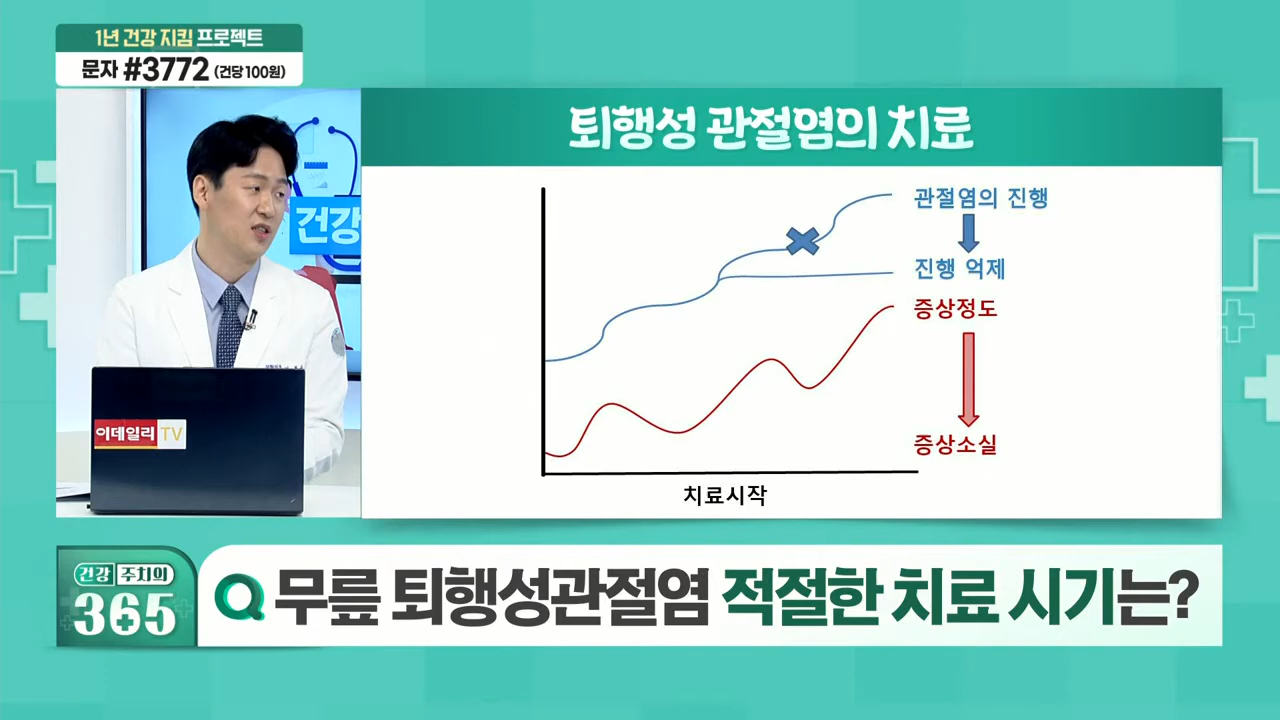 1년 건강 지킴 프로젝트
문자 #3772 (건당 100원)
건강
퇴행성 관절염의 치료
관절염의 진행
진행 억제
증상정도
증상소실
치료시작
이데일리 TV
건강 주치의
365
Q 무릎 퇴행성관절염 적절한 치료 시기는?